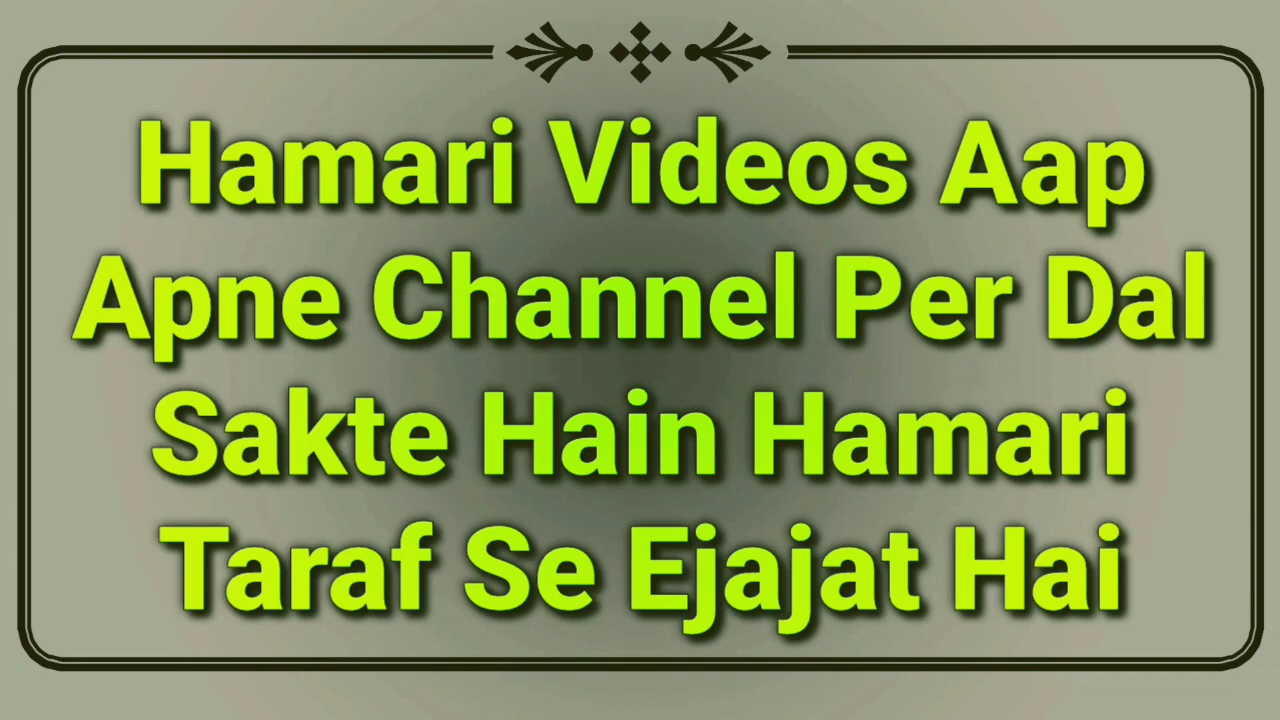 Hamari Videos Aap
Apne Channel Per Dal
Sakte Hain Hamari
Taraf Se Ejajat Hai